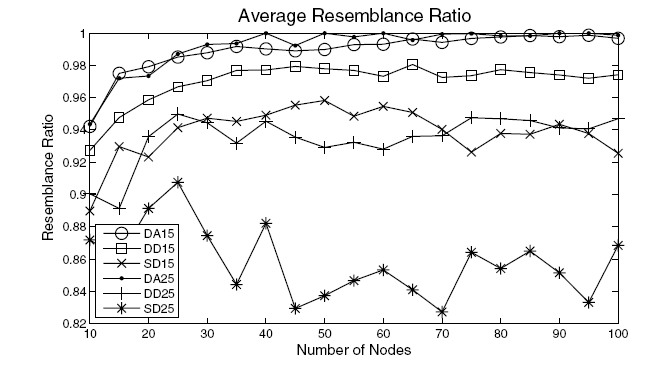 Average Resemblance Ratio
Resemblance Ratio
1
0.98
0.96
0.94
0.92
0.9
0.88
0.86
0.84
0.82
DA15
DD15
SD15
DA25
DD25
SD25
10 20 30 40 50 60 70 80 90 100
Number of Nodes